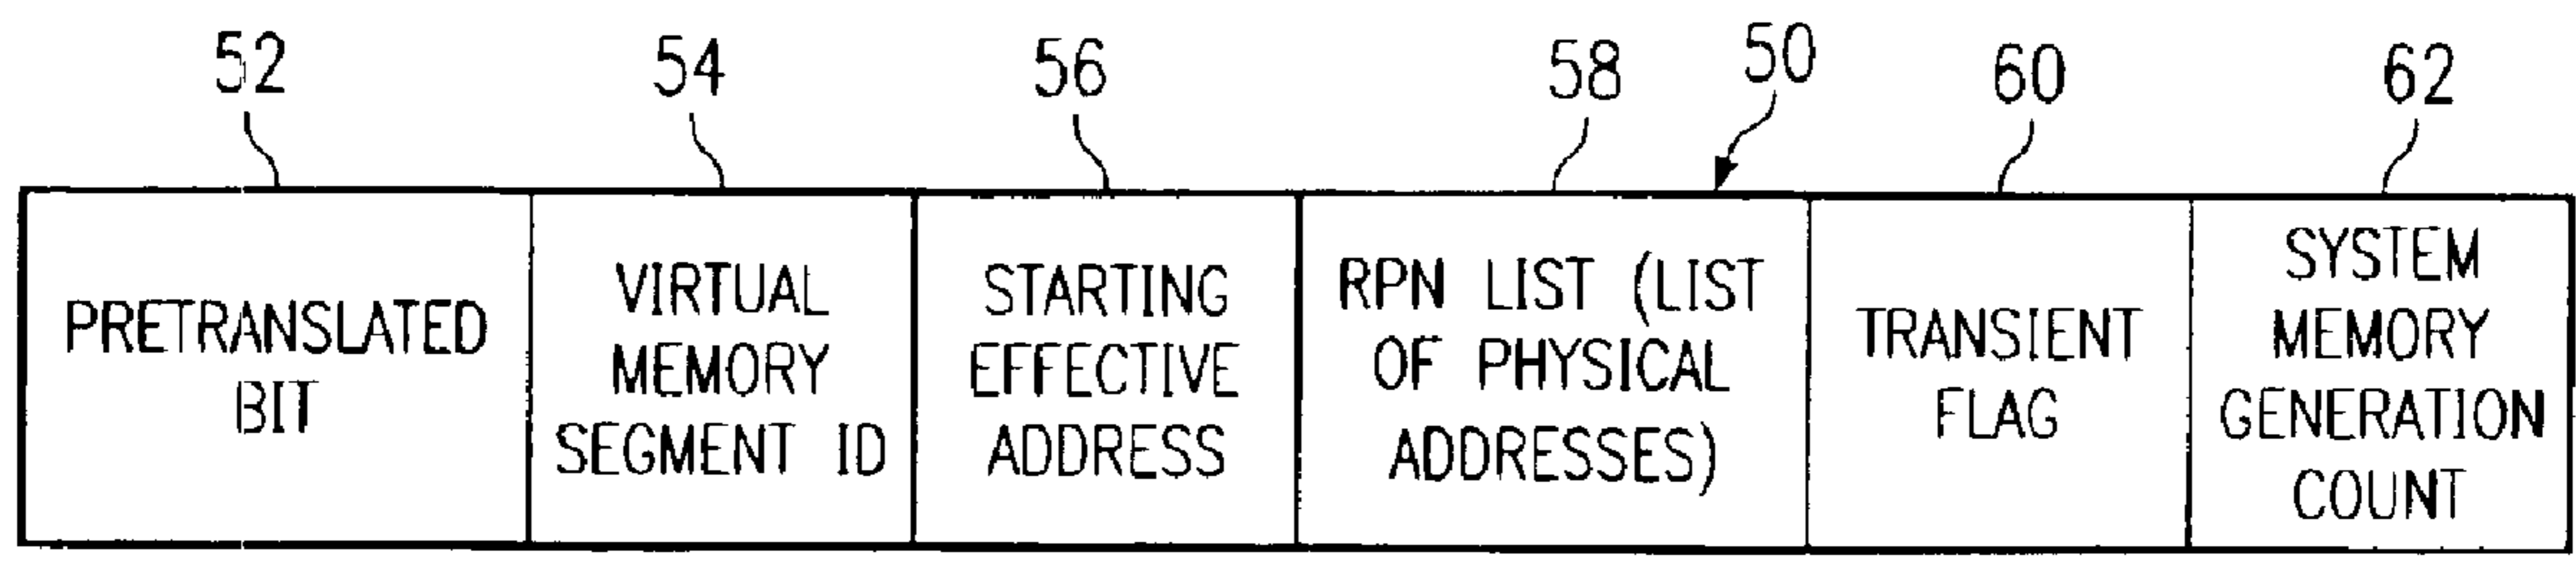 52 54 56 58 50 60 62
PRETRANSLATED
BIT
VIRTUAL
MEMORY
SEGMENT ID
STARTING
EFFECTIVE
ADDRESS
RPN LIST (LIST
OF PHYSICAL
ADDRESSES)
TRANSIENT
FLAG
SYSTEM
MEMORY
GENERATION
COUNT